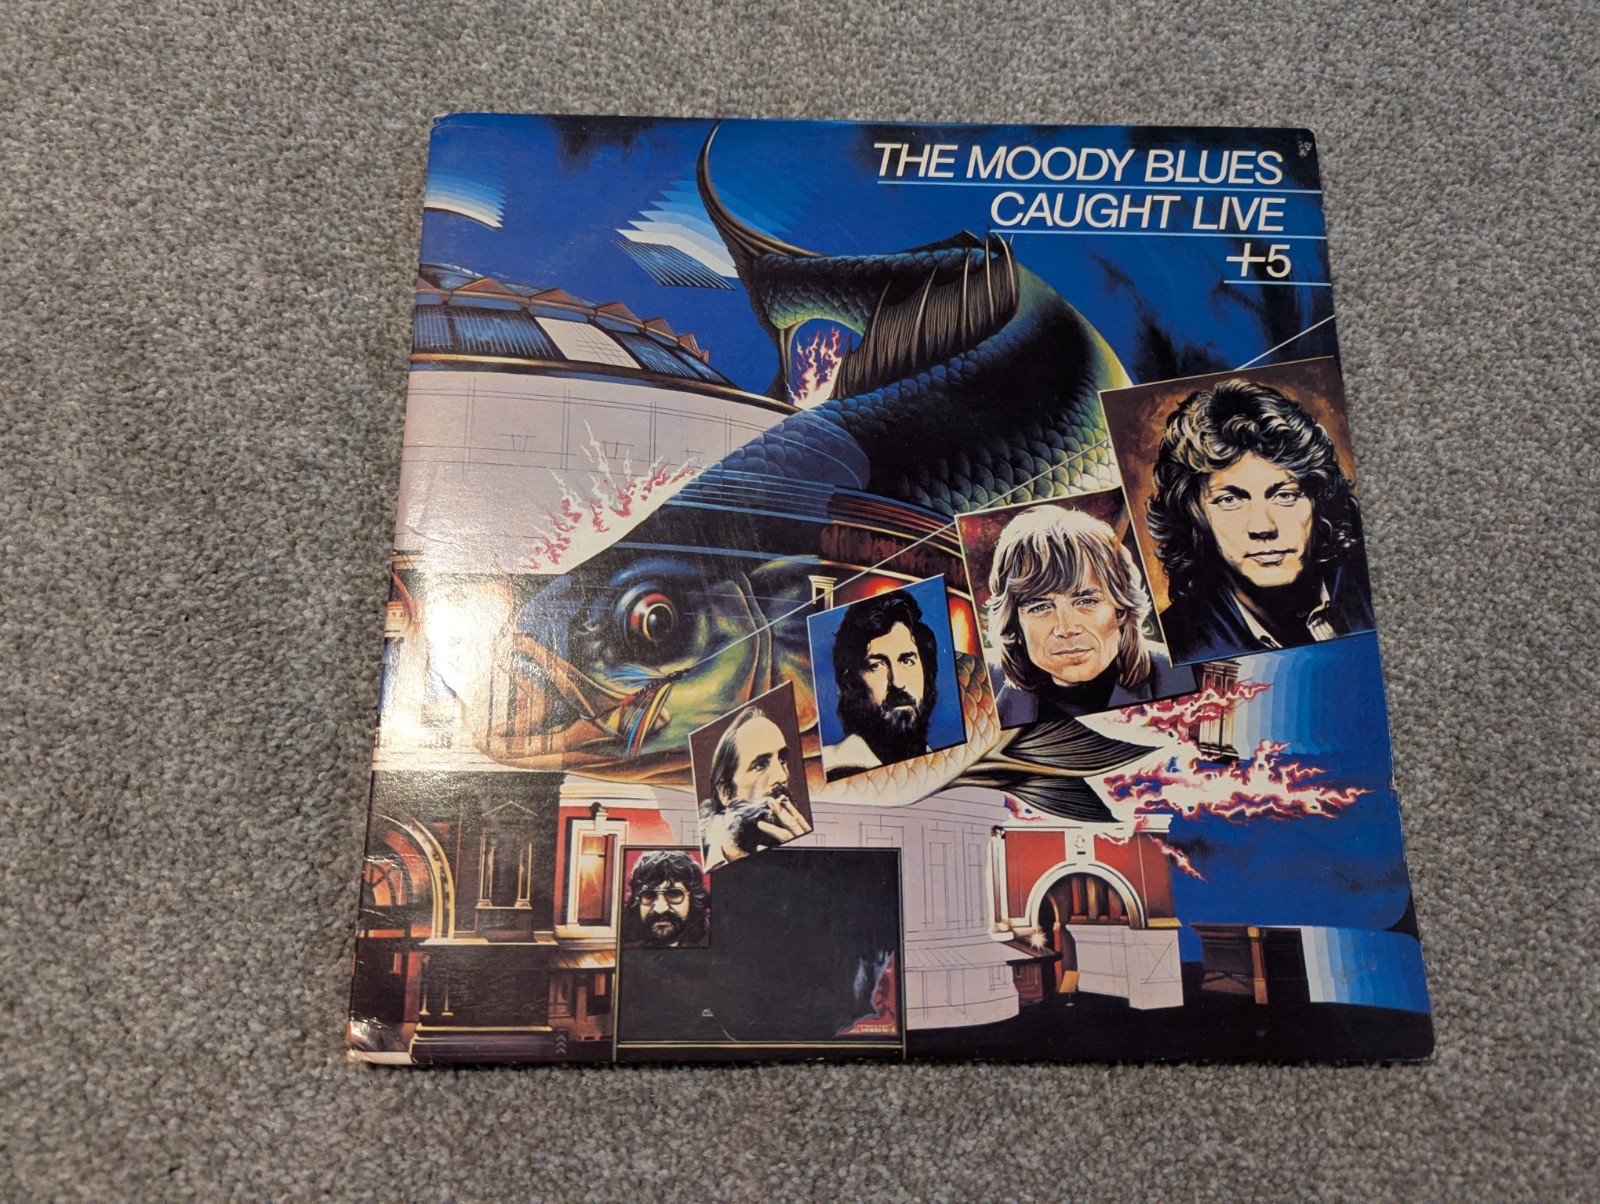 THE MOODY BLUES
CAUGHT LIVE
+5